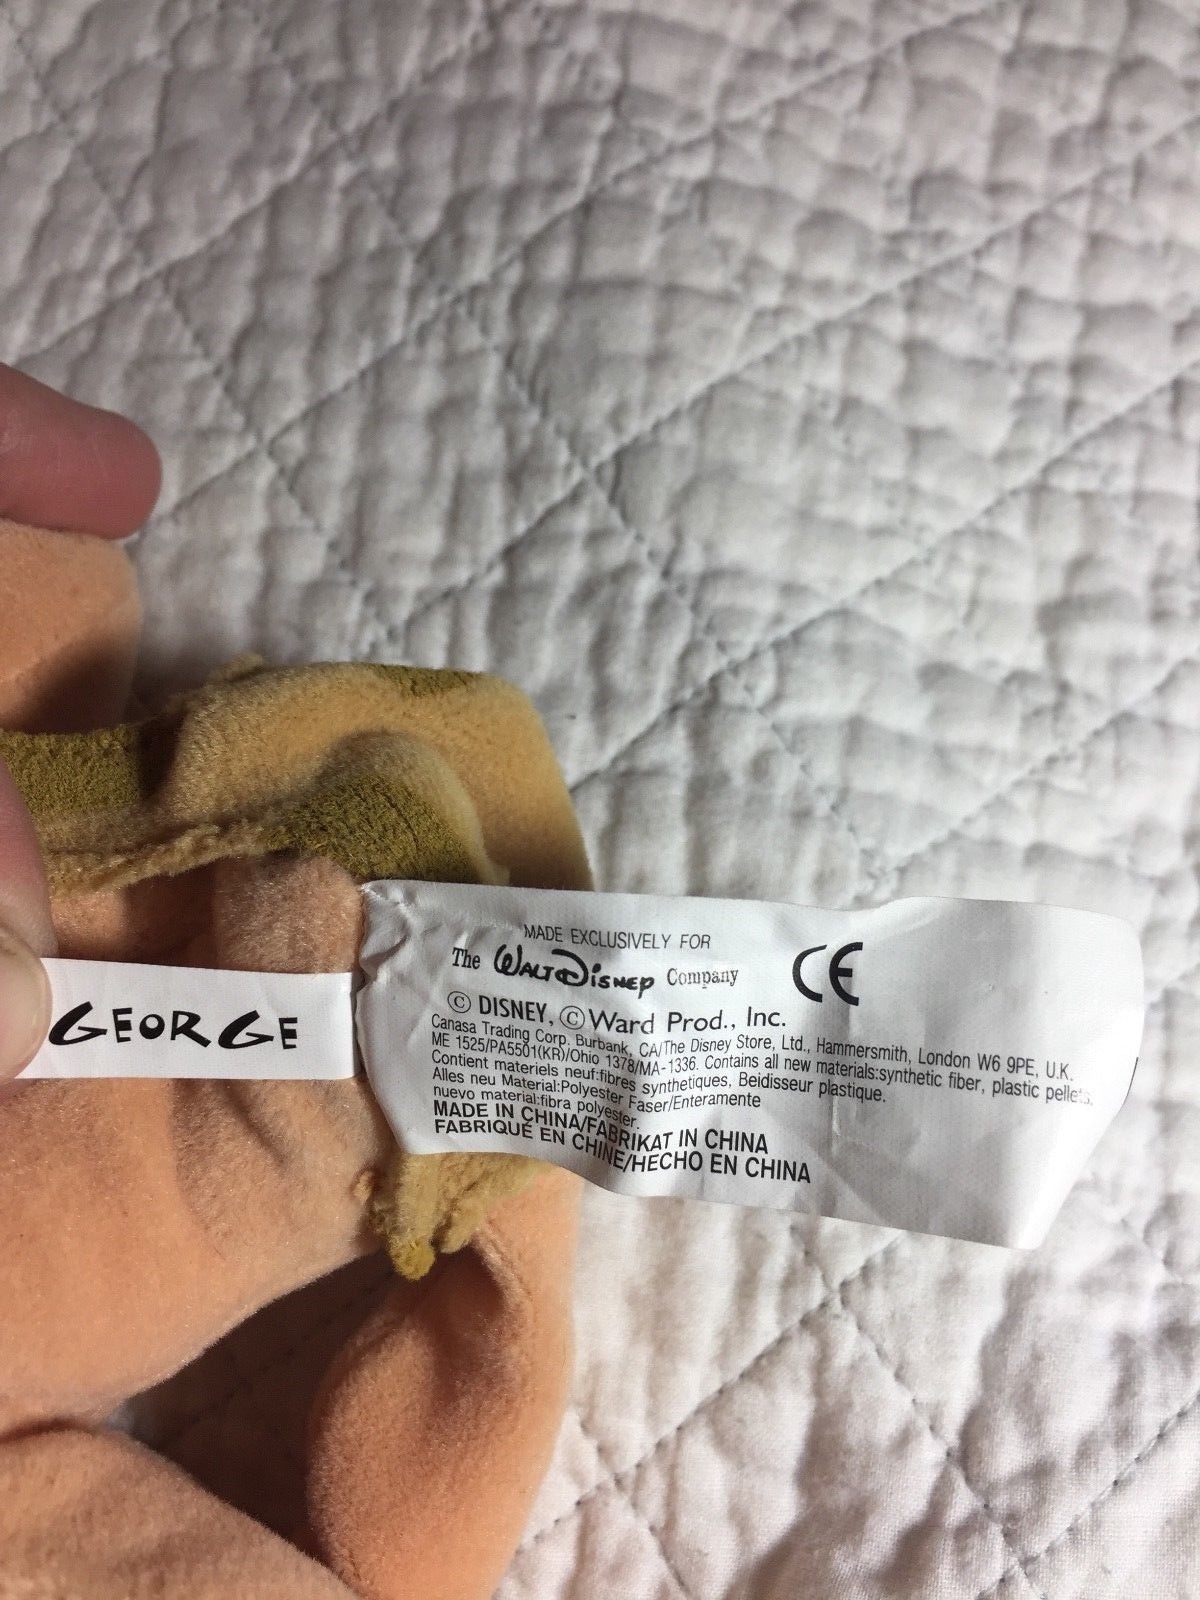 GEORGE
MADE EXCLUSIVELY FOR
The WALT DISNEP Company
CE
© DISNEY, © Ward Prod., Inc.
Canasa Trading Corp. Burbank, CA/The Disney Store, Ltd., Hammersmith, London W6 9PE, U.K.
ME 1525/PA5501(KR)/Ohio 1378/MA-1336. Contains all new materials:synthetic fiber, plastic pellets.
Contient materiels neuf:fibres synthetiques, Beidisseur plastique.
Alles neu Material:Polyester Faser/Enteramente
nuevo material:fibra polyester.
MADE IN CHINA/FABRIKAT IN CHINA
FABRIQUÉ EN CHINE/HECHO EN CHINA